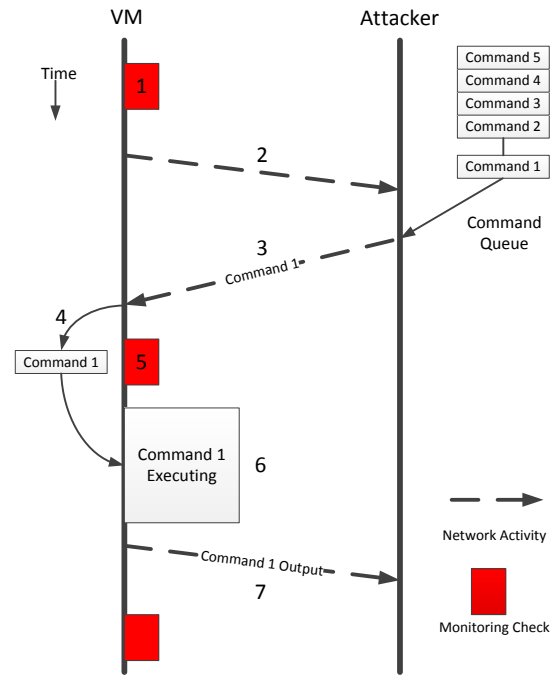 VM
Attacker
Time
1
Command 5
Command 4
Command 3
Command 2
Command 1
Command
Queue
2
3
Command 1
4
Command 1
5
Command 1
Executing
6
Network Activity
Command 1 Output
7
Monitoring Check